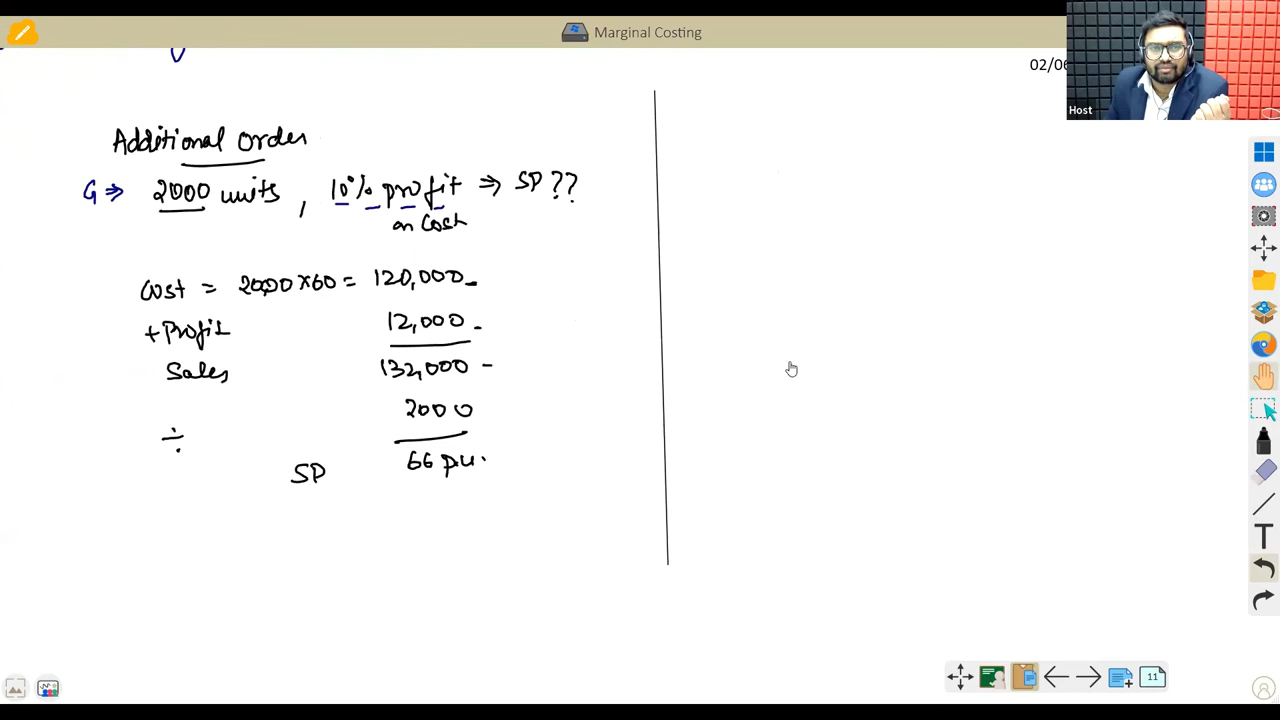 Marginal Costing
02/06
Host
Additional order
G ⇒ 2000 units, 10% profit ⇒ SP??
on Cost
Cost = 2000×60 = 120,000
+ Profit 12,000
Sales 132,000
÷ 2000
SP 66 p.u.
T
11